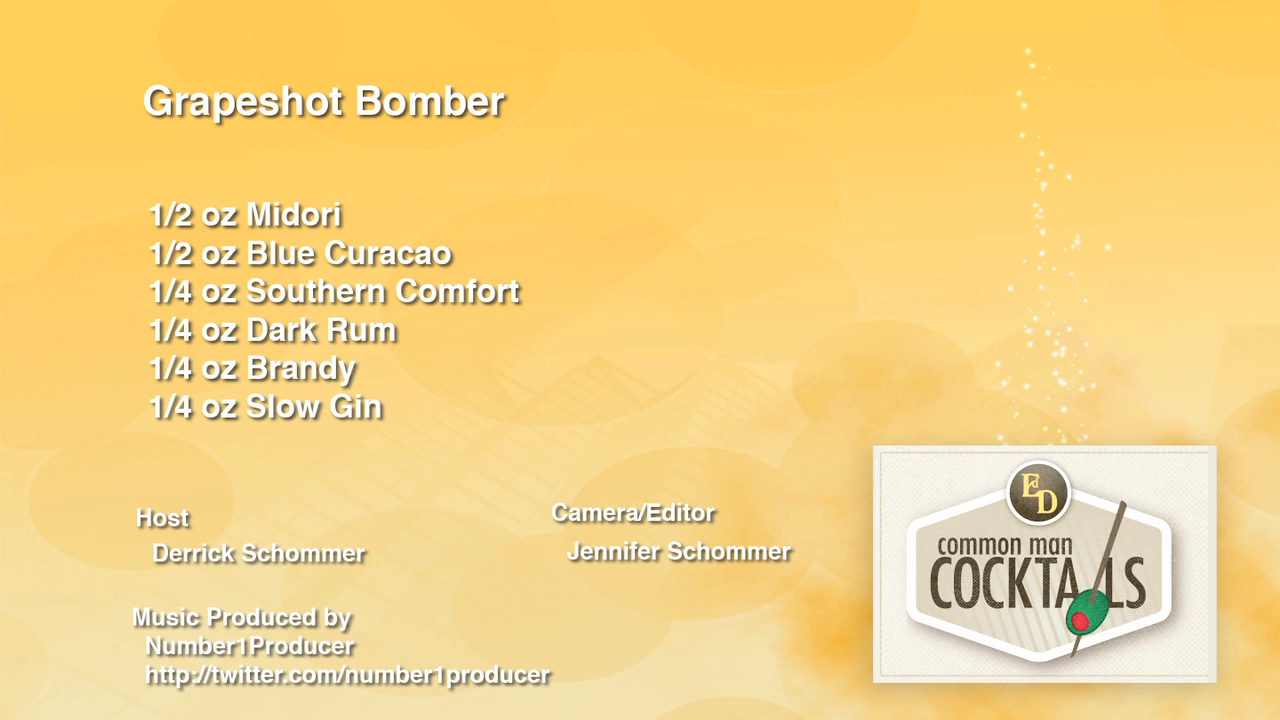 Grapeshot Bomber
1/2 oz Midori
1/2 oz Blue Curacao
1/4 oz Southern Comfort
1/4 oz Dark Rum
1/4 oz Brandy
1/4 oz Slow Gin
Host
Derrick Schommer
Camera/Editor
Jennifer Schommer
Music Produced by
Number1Producer
http://twitter.com/number1producer
Ed D
common man
COCKTAILS